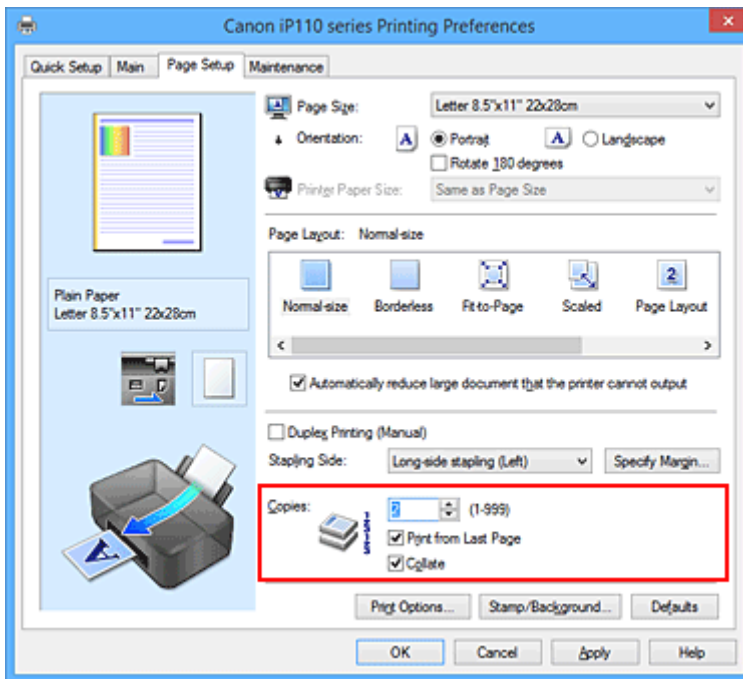 Canon iP110 series Printing Preferences
Quick Setup Main Page Setup Maintenance
Page Size: Letter 8.5"x11" 22x28cm
Orientation: A Portrait A Landscape
Rotate 180 degrees
Printer Paper Size: Same as Page Size
Page Layout: Normal-size
2
Normal-size Borderless Fit-to-Page Scaled Page Layout
Plain Paper
Letter 8.5"x11" 22x28cm
Automatically reduce large document that the printer cannot output
Duplex Printing (Manual)
Stapling Side: Long-side stapling (Left) Specify Margin...
Copies: 2 (1-999)
Print from Last Page
Collate
A
Print Options... Stamp/Background... Defaults
OK Cancel Apply Help